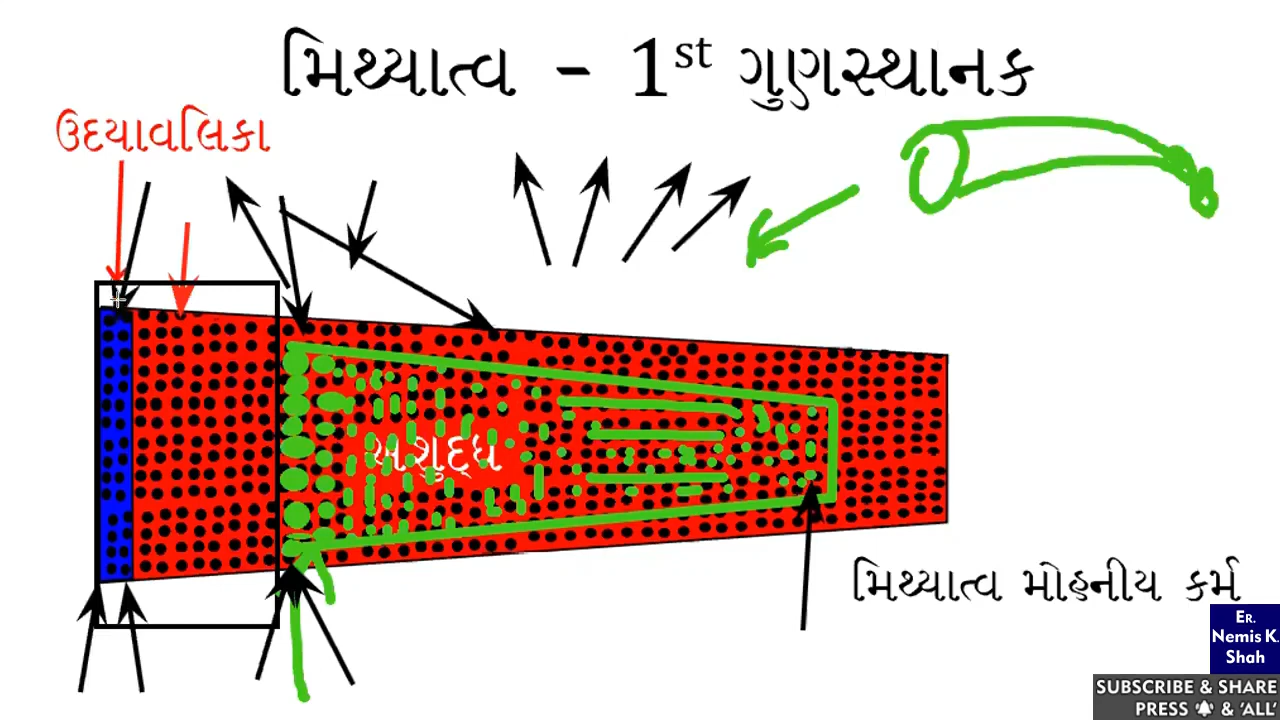 મિથ્યાત્વ - 1st ગુણસ્થાનક
ઉદયાવલિકા
અશુદ્ધ
મિથ્યાત્વ મોહનીય કર્મ
ER.
Nemis K.
Shah
SUBSCRIBE & SHARE
PRESS 🔔 & 'ALL'